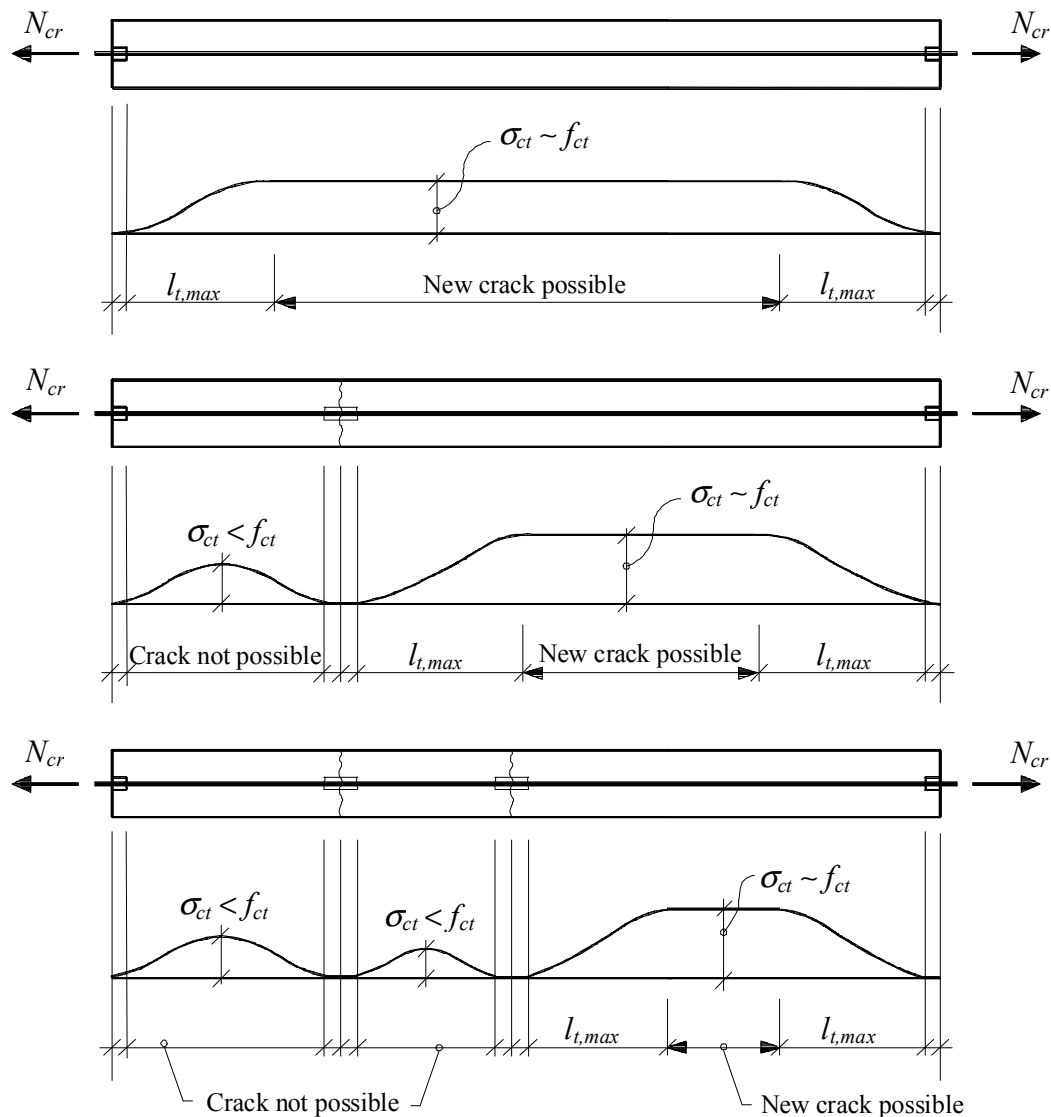 N_cr
N_cr
σ_ct ~ f_ct
l_t,max
New crack possible
l_t,max
N_cr
N_cr
σ_ct ~ f_ct
σ_ct < f_ct
Crack not possible
l_t,max
New crack possible
l_t,max
N_cr
N_cr
σ_ct ~ f_ct
σ_ct < f_ct
σ_ct < f_ct
l_t,max
l_t,max
Crack not possible
New crack possible